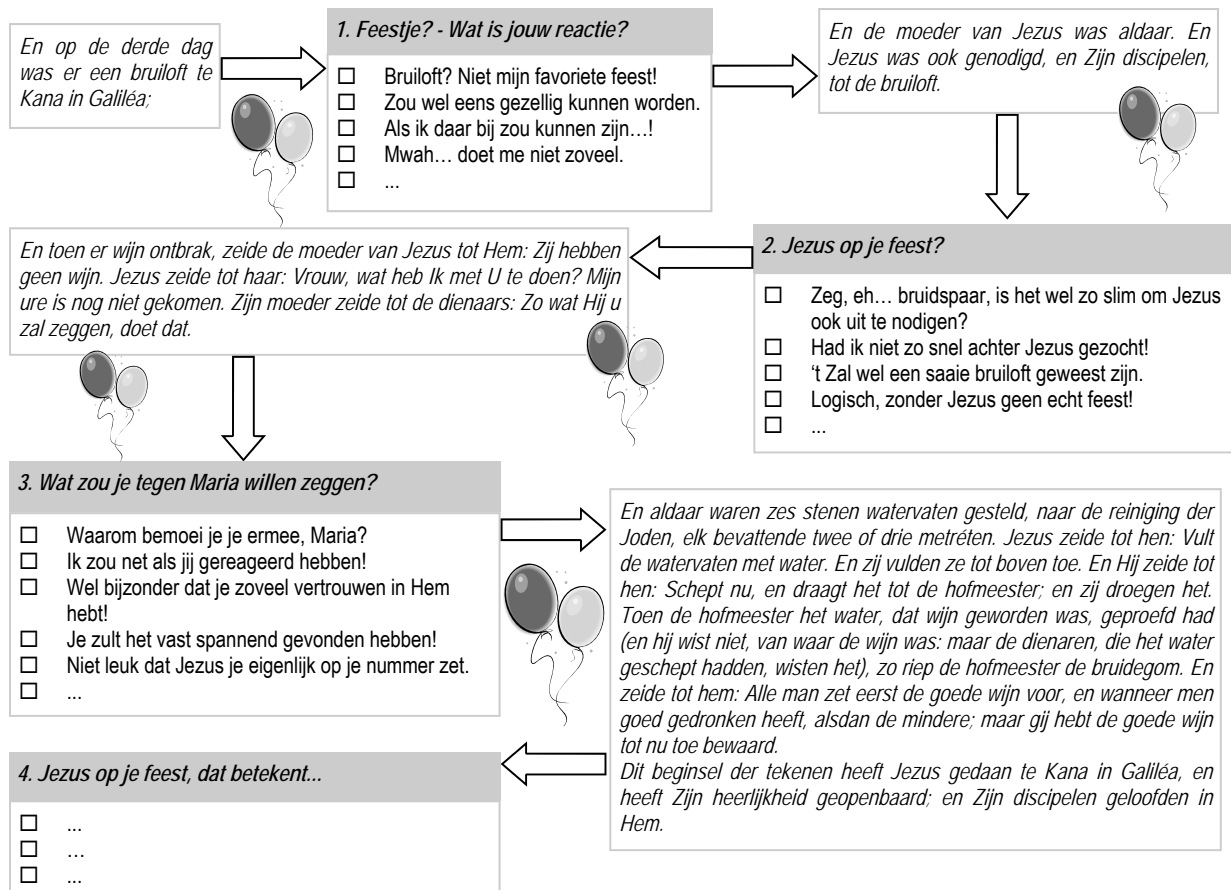 En op de derde dag
was er een bruiloft te
Kana in Galiléa;
1. Feestje? - Wat is jouw reactie?
☐ Bruiloft? Niet mijn favoriete feest!
☐ Zou wel eens gezellig kunnen worden.
☐ Als ik daar bij zou kunnen zijn…!
☐ Mwah… doet me niet zoveel.
☐ ...
En de moeder van Jezus was aldaar. En
Jezus was ook genodigd, en Zijn discipelen,
tot de bruiloft.
2. Jezus op je feest?
☐ Zeg, eh… bruidspaar, is het wel zo slim om Jezus
ook uit te nodigen?
☐ Had ik niet zo snel achter Jezus gezocht!
☐ ‘t Zal wel een saaie bruiloft geweest zijn.
☐ Logisch, zonder Jezus geen echt feest!
☐ ...
En toen er wijn ontbrak, zeide de moeder van Jezus tot Hem: Zij hebben
geen wijn. Jezus zeide tot haar: Vrouw, wat heb Ik met U te doen? Mijn
ure is nog niet gekomen. Zijn moeder zeide tot de dienaars: Zo wat Hij u
zal zeggen, doet dat.
3. Wat zou je tegen Maria willen zeggen?
☐ Waarom bemoei je je ermee, Maria?
☐ Ik zou net als jij gereageerd hebben!
☐ Wel bijzonder dat je zoveel vertrouwen in Hem
hebt!
☐ Je zult het vast spannend gevonden hebben!
☐ Niet leuk dat Jezus je eigenlijk op je nummer zet.
☐ ...
En aldaar waren zes stenen watervaten gesteld, naar de reiniging der
Joden, elk bevattende twee of drie metréten. Jezus zeide tot hen: Vult
de watervaten met water. En zij vulden ze tot boven toe. En Hij zeide tot
hen: Schept nu, en draagt het tot de hofmeester; en zij droegen het.
Toen de hofmeester het water, dat wijn geworden was, geproefd had
(en hij wist niet, van waar de wijn was: maar de dienaren, die het water
geschept hadden, wisten het), zo riep de hofmeester de bruidegom. En
zeide tot hem: Alle man zet eerst de goede wijn voor, en wanneer men
goed gedronken heeft, alsdan de mindere; maar gij hebt de goede wijn
tot nu toe bewaard.
Dit beginsel der tekenen heeft Jezus gedaan te Kana in Galiléa, en
heeft Zijn heerlijkheid geopenbaard; en Zijn discipelen geloofden in
Hem.
4. Jezus op je feest, dat betekent...
☐ ...
☐ …
☐ ...